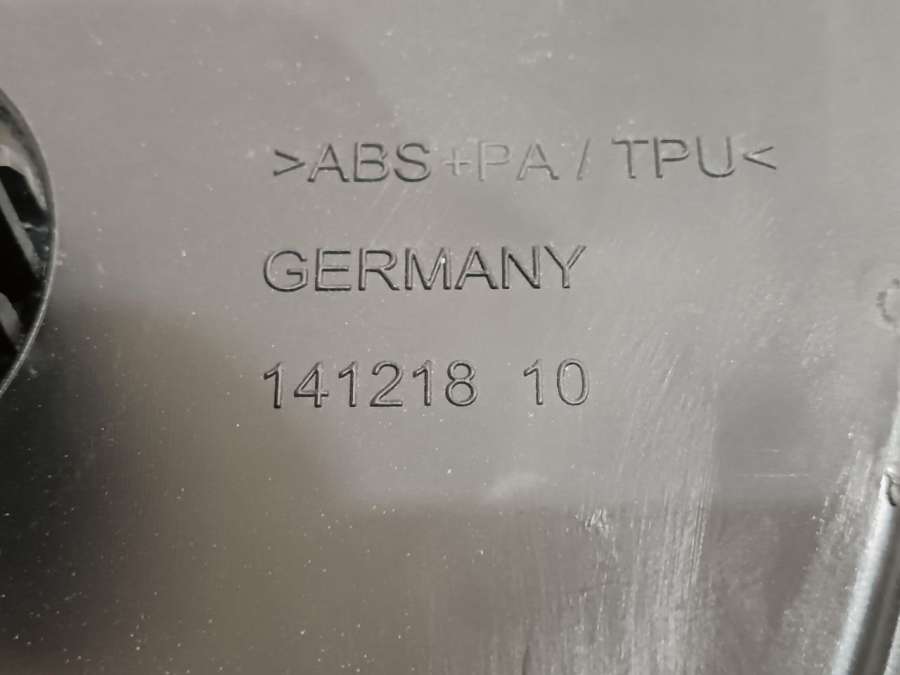 >ABS+PA / TPU<
GERMANY
141218 10